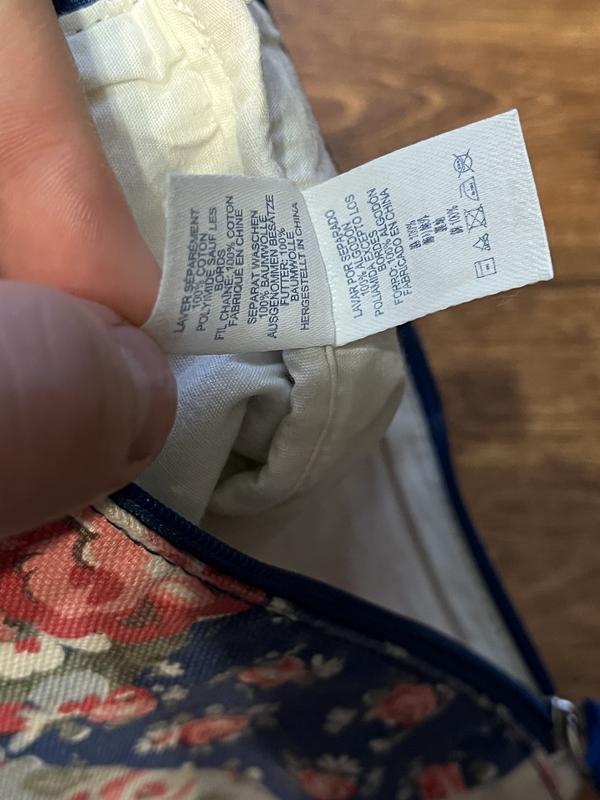 LAVER SÉPARÉMENT
100% COTON
POLYMIDE SAUF LES
BORDS
FIL CHAÎNE: 100% COTON
FABRIQUÉ EN CHINE
SEPARAT WASCHEN
100% BAUMWOLLE
AUSGENOMMEN BESÄTZE
FUTTER: 100%
BAUMWOLLE
HERGESTELLT IN CHINA
LAVAR POR SEPARADO
100% ALGODÓN
POLIAMIDA EXCEPTO LOS
BORDES
FORRO: 100% ALGODÓN
FABRICADO EN CHINA